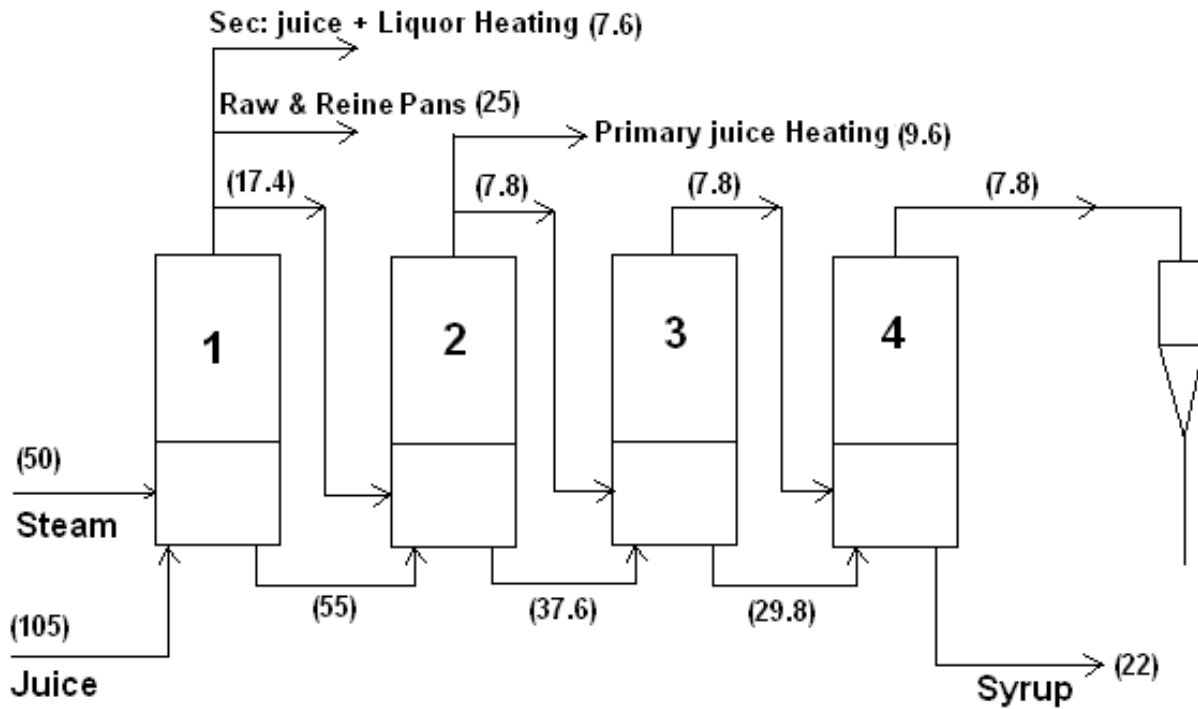 Sec: juice + Liquor Heating (7.6)
Raw & Reine Pans (25)
Primary juice Heating (9.6)
(17.4)
(7.8)
(7.8)
(7.8)
1
2
3
4
(50)
Steam
(55)
(37.6)
(29.8)
(105)
Juice
Syrup
(22)